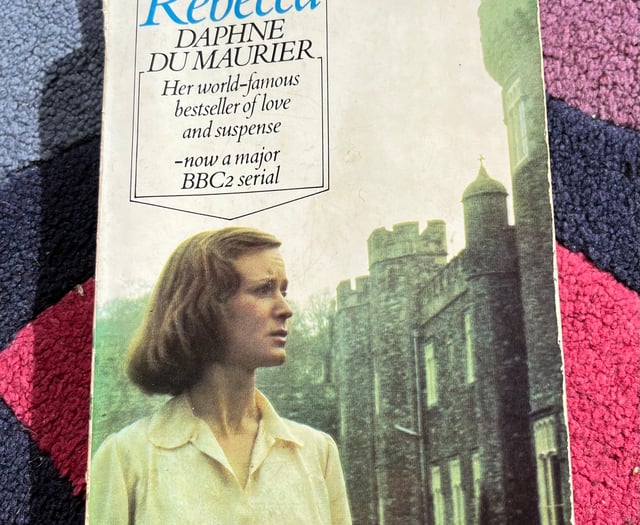 Rebecca
DAPHNE
DU MAURIER
Her world-famous
bestseller of love
and suspense
-now a major
BBC2 serial